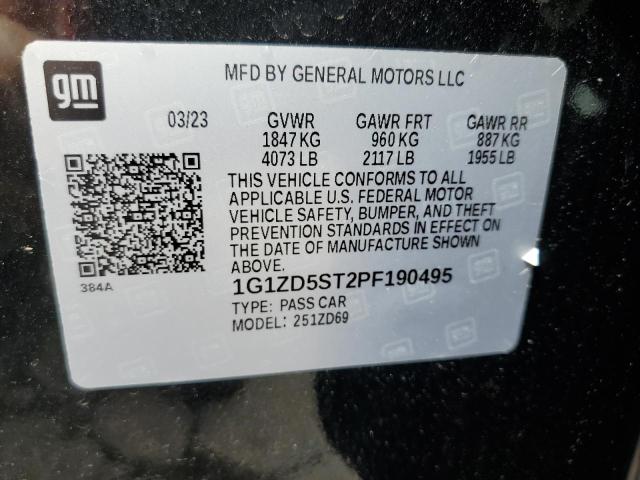 gm
MFD BY GENERAL MOTORS LLC
03/23 GVWR GAWR FRT GAWR RR
1847 KG 960 KG 887 KG
4073 LB 2117 LB 1955 LB
THIS VEHICLE CONFORMS TO ALL
APPLICABLE U.S. FEDERAL MOTOR
VEHICLE SAFETY, BUMPER, AND THEFT
PREVENTION STANDARDS IN EFFECT ON
THE DATE OF MANUFACTURE SHOWN
ABOVE.
384A
1G1ZD5ST2PF190495
TYPE: PASS CAR
MODEL: 251ZD69